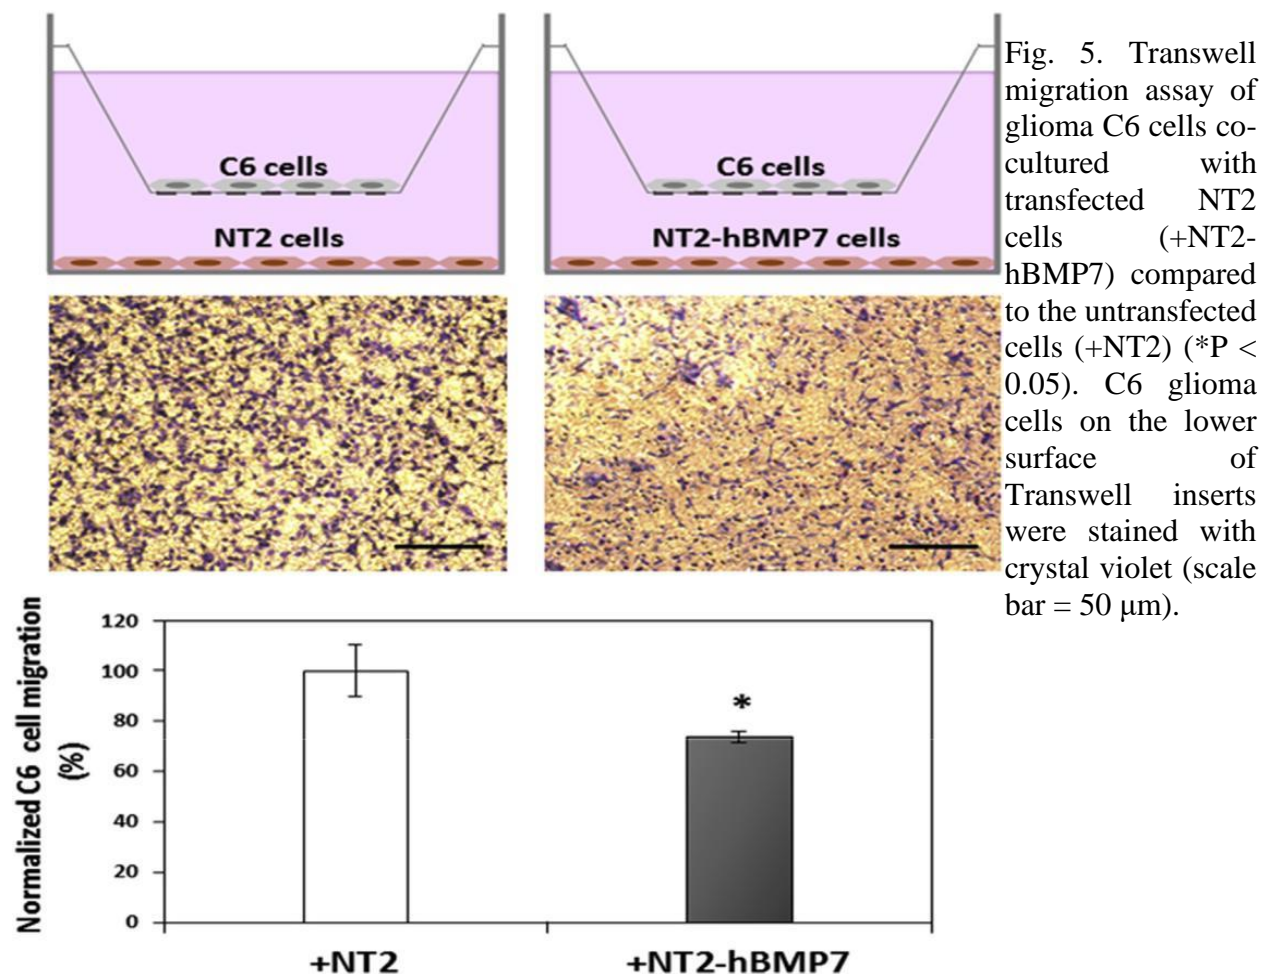 C6 cells
NT2 cells
C6 cells
NT2-hBMP7 cells
Fig. 5. Transwell
migration assay of
glioma C6 cells co-
cultured with
transfected NT2
cells (+NT2-
hBMP7) compared
to the untransfected
cells (+NT2) (*P <
0.05). C6 glioma
cells on the lower
surface of
Transwell inserts
were stained with
crystal violet (scale
bar = 50 μm).
Normalized C6 cell migration
(%)
120
100
80
60
40
20
0
*
+NT2
+NT2-hBMP7